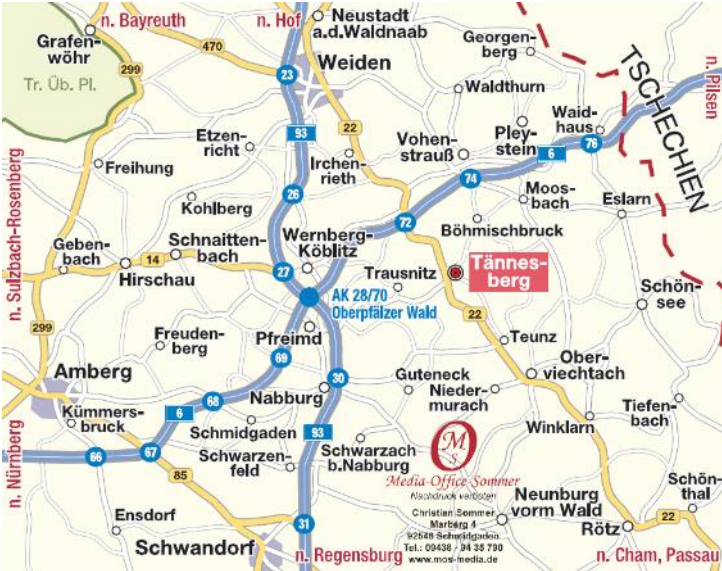 n. Bayreuth
n. Hof
Neustadt
a.d.Waldnaab
Grafen-
wöhr
470
Georgen-
berg
TSCHECHIEN
n. Pilsen
299
23
Weiden
Tr. Üb. Pl.
Waldthurn
Etzen-
richt
93
22
Vohen-
strauß
Pley-
stein
Waid-
haus
76
6
Freihung
Irchen-
rieth
74
26
Moos-
bach
Eslarn
Kohlberg
72
Böhmischbruck
n. Sulzbach-Rosenberg
Schnaitten-
bach
Wernberg-
Köblitz
Geben-
bach
14
Hirschau
27
Trausnitz
Tännes-
berg
AK 28/70
Oberpfälzer Wald
Schön-
see
299
Freuden-
berg
Pfreimd
22
Teunz
69
Ober-
viechtach
Amberg
30
Guteneck
Nieder-
murach
Nabburg
68
Kümmers-
bruck
6
Schmidgaden
93
Tiefen-
bach
Winklarn
n. Nürnberg
66
67
Schwarzen-
feld
Schwarzach
b.Nabburg
M
O
S.
Media-Office Sommer
Nachdruck verboten
85
Christian Sommer
Marberg 4
92546 Schmidgaden
Tel.: 09438 - 94 35 790
www.mos-media.de
Neunburg
vorm Wald
Schön-
thal
Ensdorf
22
31
Rötz
Schwandorf
n. Regensburg
n. Cham, Passau